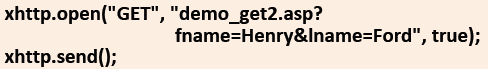 xhttp.open("GET", "demo_get2.asp?
fname=Henry&lname=Ford", true);
xhttp.send();